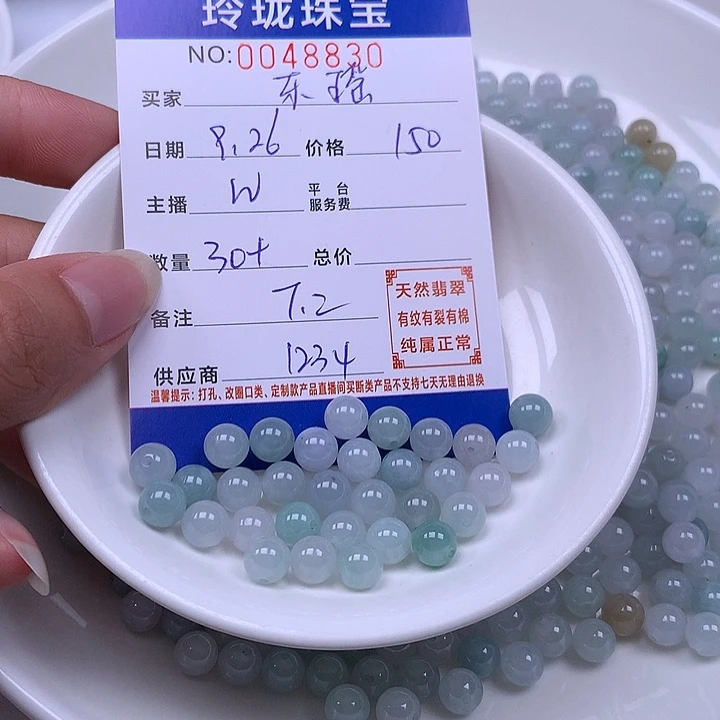 玲珑珠宝
NO:0048830
买家 东 瑶
日期 9.26 价格 150
主播 W 平台服务费
数量 30+ 总价
备注 7.2
供应商 1234
天然翡翠
有纹有裂有棉
纯属正常
温馨提示：打孔、改圈口类、定制款产品直播间买断类产品不支持七天无理由退换